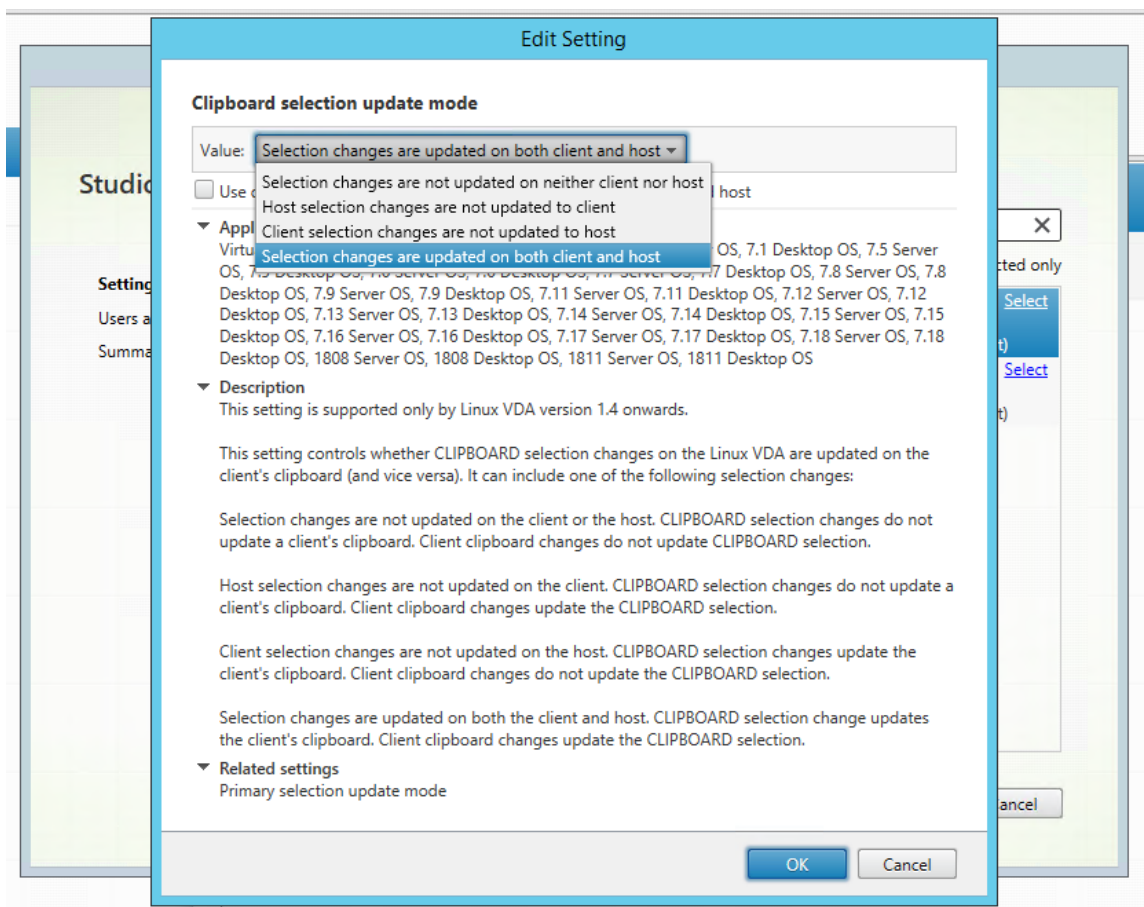 Edit Setting
Clipboard selection update mode
Value: Selection changes are updated on both client and host
Selection changes are not updated on neither client nor host
Host selection changes are not updated to client
Client selection changes are not updated to host
Selection changes are updated on both client and host
Use host
OS, 7.1 Desktop OS, 7.5 Server
Desktop OS, 7.8 Server OS, 7.8
Desktop OS, 7.9 Server OS, 7.9 Desktop OS, 7.11 Server OS, 7.11 Desktop OS, 7.12 Server OS, 7.12
Desktop OS, 7.13 Server OS, 7.13 Desktop OS, 7.14 Server OS, 7.14 Desktop OS, 7.15 Server OS, 7.15
Desktop OS, 7.16 Server OS, 7.16 Desktop OS, 7.17 Server OS, 7.17 Desktop OS, 7.18 Server OS, 7.18
Desktop OS, 1808 Server OS, 1808 Desktop OS, 1811 Server OS, 1811 Desktop OS
Description
This setting is supported only by Linux VDA version 1.4 onwards.
This setting controls whether CLIPBOARD selection changes on the Linux VDA are updated on the
client's clipboard (and vice versa). It can include one of the following selection changes:
Selection changes are not updated on the client or the host. CLIPBOARD selection changes do not
update a client's clipboard. Client clipboard changes do not update CLIPBOARD selection.
Host selection changes are not updated on the client. CLIPBOARD selection changes do not update a
client's clipboard. Client clipboard changes update the CLIPBOARD selection.
Client selection changes are not updated on the host. CLIPBOARD selection changes update the
client's clipboard. Client clipboard changes do not update the CLIPBOARD selection.
Selection changes are updated on both the client and host. CLIPBOARD selection change updates
the client's clipboard. Client clipboard changes update the CLIPBOARD selection.
Related settings
Primary selection update mode
OK Cancel
Studio
Setting
Users a
Summa
cted only
Select
t)
Select
t)
ancel